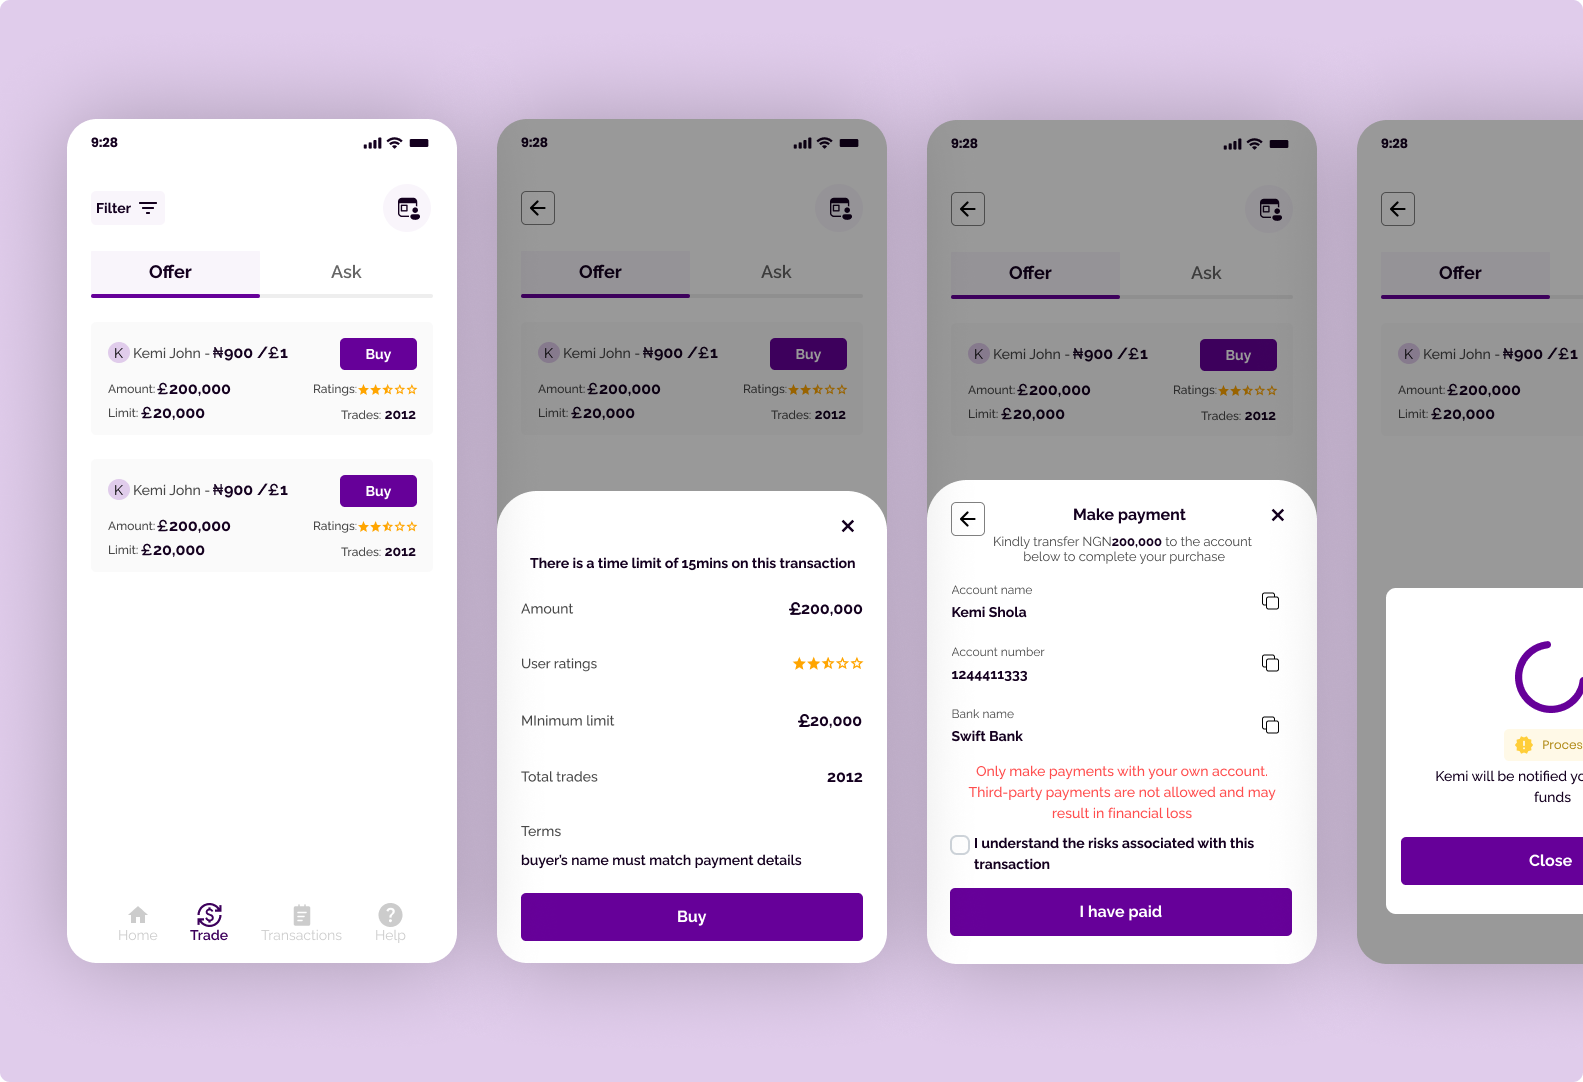 9:28
Filter
Offer
Ask
K Kemi John - ₦900 /£1
Buy
Amount: £200,000
Ratings:
Limit: £20,000
Trades: 2012
K Kemi John - ₦900 /£1
Buy
Amount: £200,000
Ratings:
Limit: £20,000
Trades: 2012
Home
Trade
Transactions
Help
9:28
Offer
Ask
K Kemi John - ₦900 /£1
Buy
Amount: £200,000
Ratings:
Limit: £20,000
Trades: 2012
There is a time limit of 15mins on this transaction
Amount
£200,000
User ratings
MInimum limit
£20,000
Total trades
2012
Terms
buyer's name must match payment details
Buy
9:28
Offer
Ask
K Kemi John - ₦900 /£1
Buy
Amount: £200,000
Ratings:
Limit: £20,000
Trades: 2012
Make payment
Kindly transfer NGN200,000 to the account
below to complete your purchase
Account name
Kemi Shola
Account number
1244411333
Bank name
Swift Bank
Only make payments with your own account.
Third-party payments are not allowed and may
result in financial loss
I understand the risks associated with this
transaction
I have paid
9:28
Offer
K Kemi John - ₦900 /£1
Amount: £200,000
Limit: £20,000
Proces
Kemi will be notified yo
funds
Close